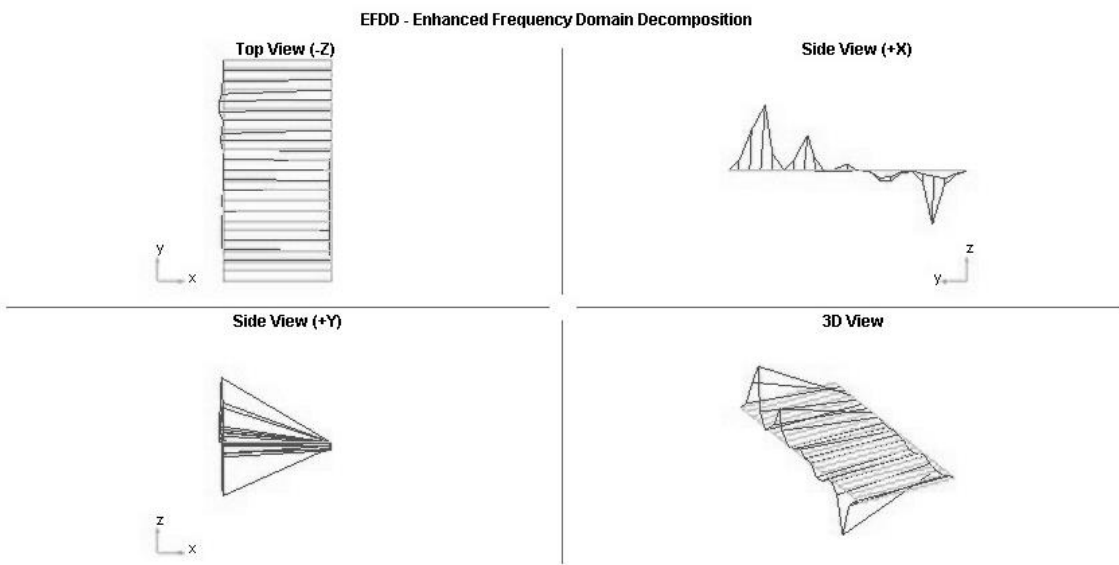 EFDD - Enhanced Frequency Domain Decomposition
Top View (-Z)
Side View (+X)
y
x
z
y
Side View (+Y)
3D View
z
x